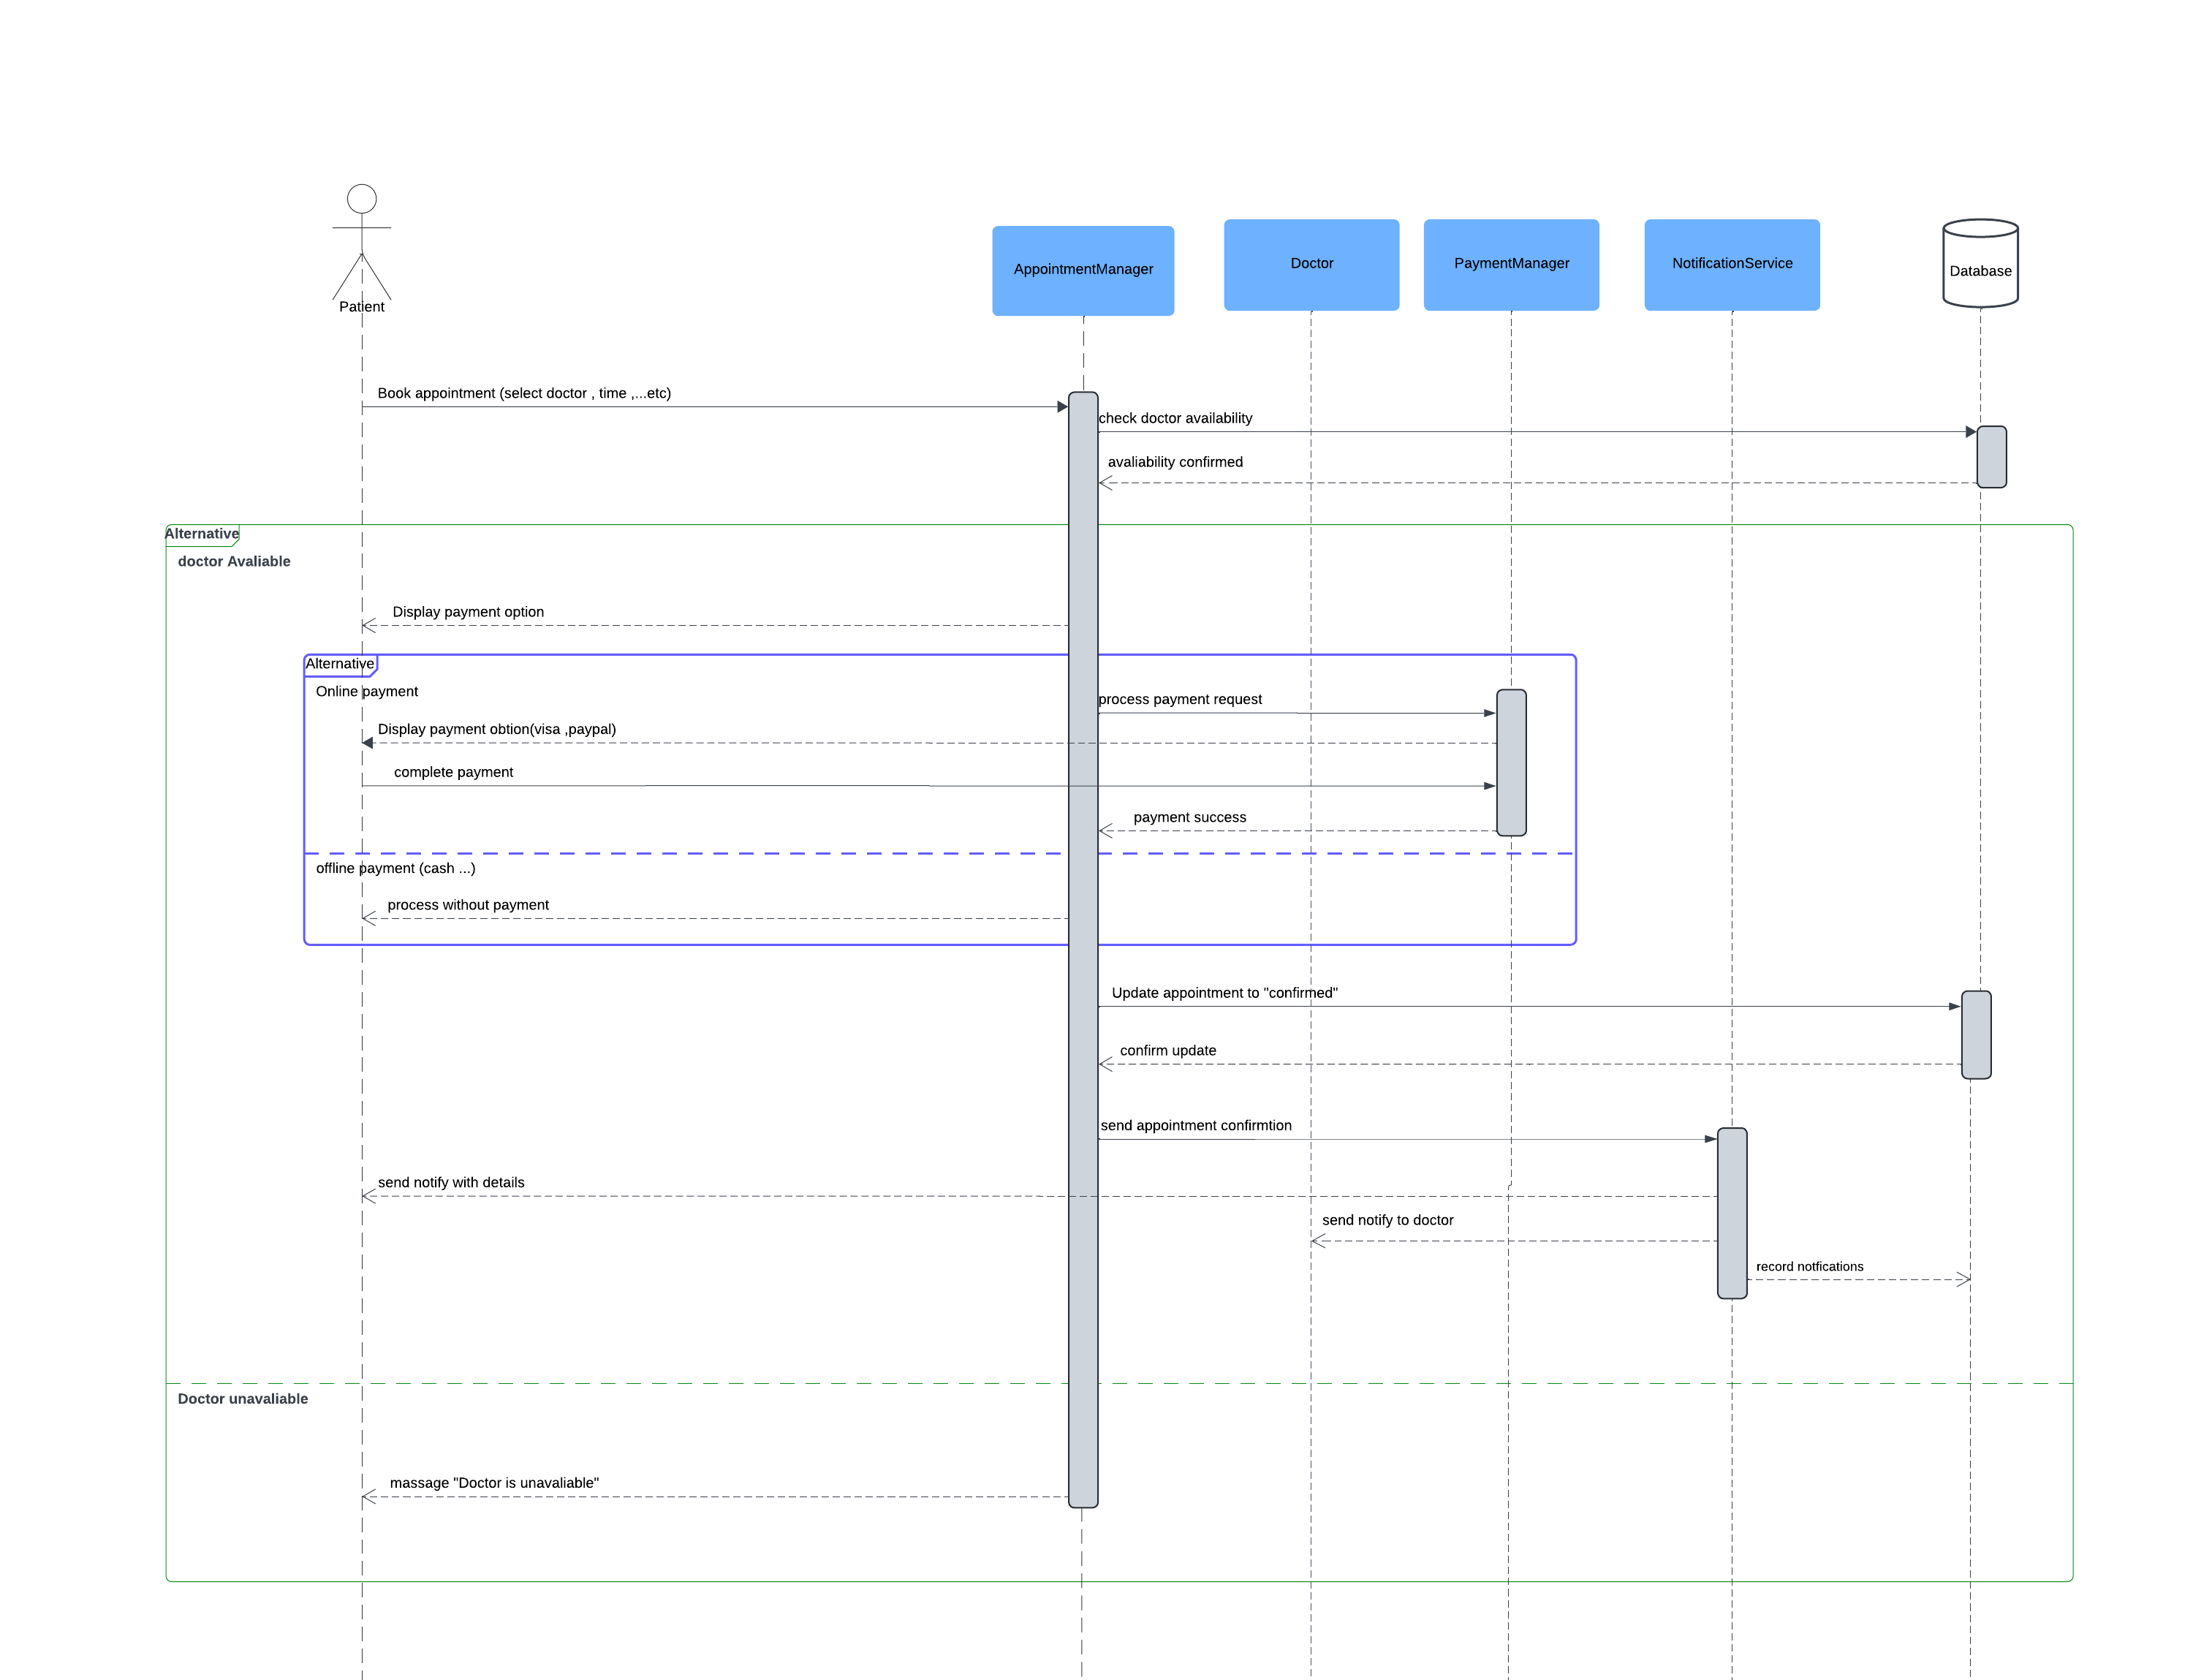 Patient
AppointmentManager
Doctor
PaymentManager
NotificationService
Database
Book appointment (select doctor , time ,...etc)
check doctor availability
avaliability confirmed
Alternative
doctor Avaliable
Display payment option
Alternative
Online payment
process payment request
Display payment obtion(visa ,paypal)
complete payment
payment success
offline payment (cash ...)
process without payment
Update appointment to "confirmed"
confirm update
send appointment confirmtion
send notify with details
send notify to doctor
record notfications
Doctor unavaliable
massage "Doctor is unavaliable"